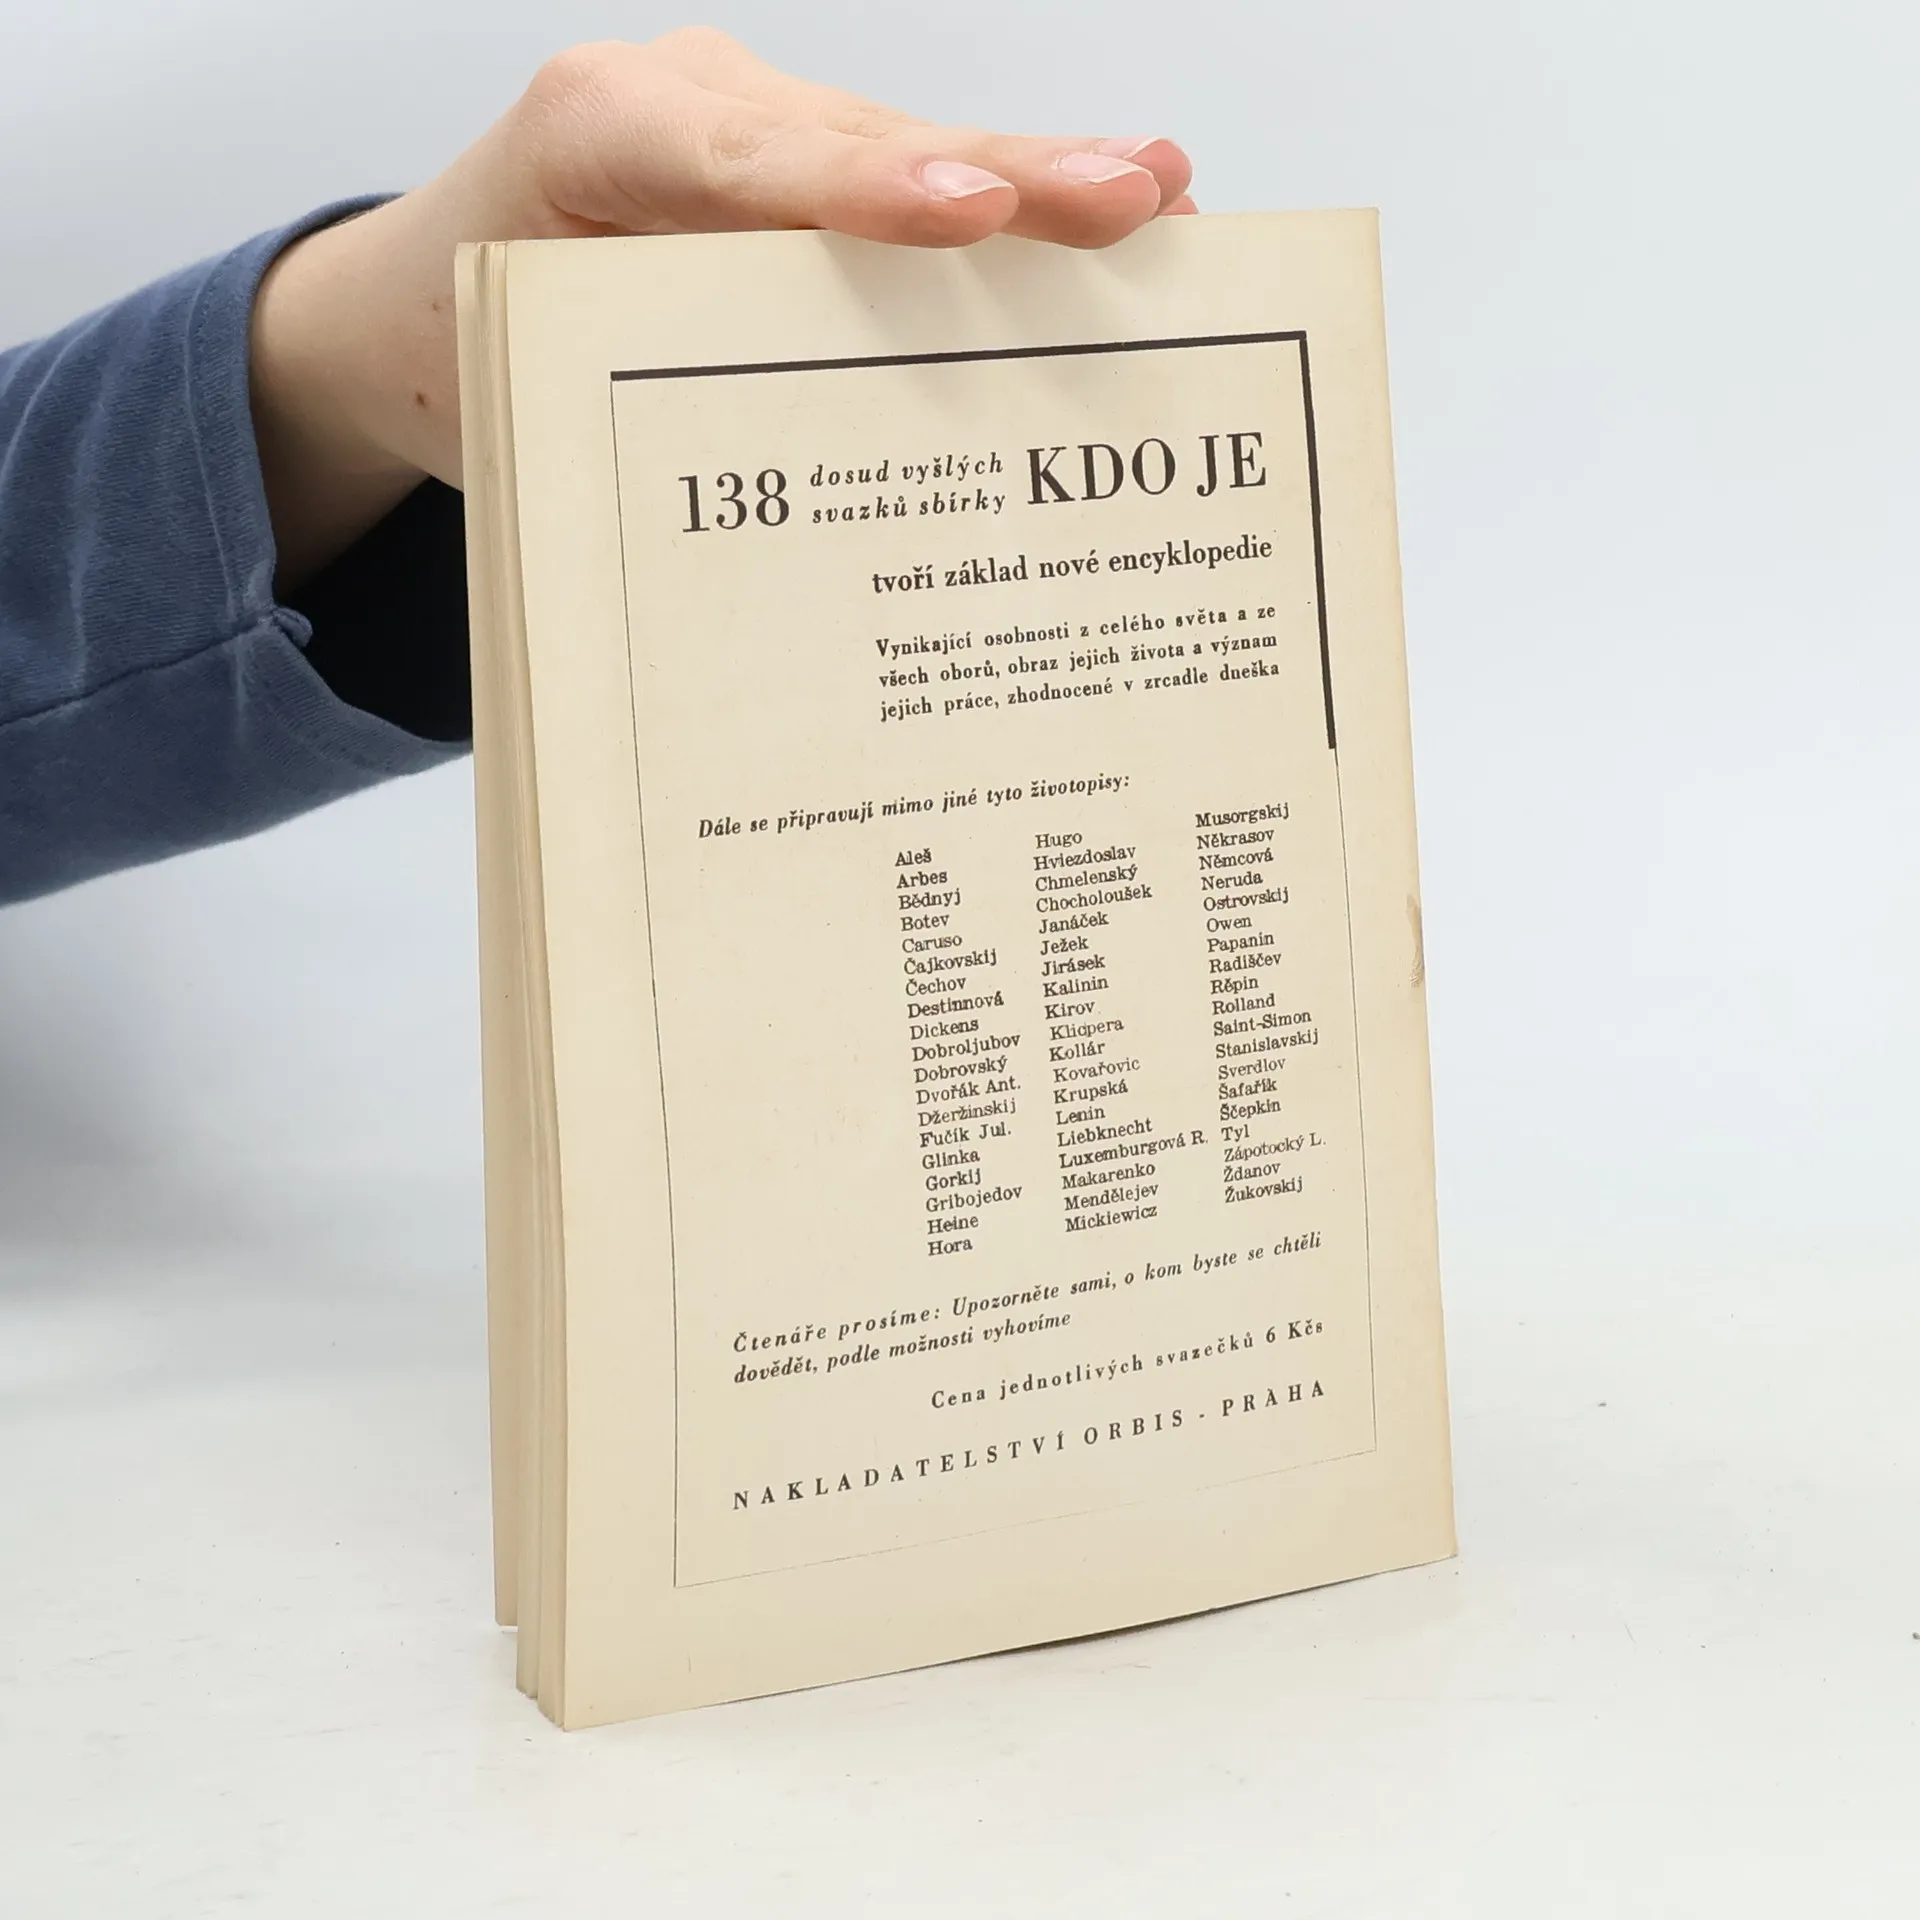 138 dosud vyšlých svazků sbírky KDO JE
tvoří základ nové encyklopedie
Vynikající osobnosti z celého světa a ze
všech oborů, obraz jejich života a význam
jejich práce, zhodnocené v zrcadle dneška
Dále se připravují mimo jiné tyto životopisy:
Aleš
Arbes
Bědnyj
Botev
Caruso
Čajkovskij
Čechov
Destinnová
Dickens
Dobroljubov
Dobrovský
Dvořák Ant.
Džeržinskij
Fučík Jul.
Glinka
Gorkij
Gribojedov
Heine
Hora
Hugo
Hviezdoslav
Chmelenský
Chocholoušek
Janáček
Ježek
Jirásek
Kalinin
Kirov
Klicpera
Kollár
Kovařovic
Krupská
Lenin
Liebknecht
Luxemburgová R.
Makarenko
Mendělejev
Mickiewicz
Musorgskij
Někrasov
Němcová
Neruda
Ostrovskij
Owen
Papanin
Radiščev
Rěpin
Rolland
Saint-Simon
Stanislavskij
Sverdlov
Šafařík
Ščepkin
Tyl
Zápotocký L.
Ždanov
Žukovskij
Čtenáře prosíme: Upozorněte sami, o kom byste se chtěli
dovědět, podle možnosti vyhovíme
Cena jednotlivých svazečků 6 Kčs
NAKLADATELSTVÍ ORBIS - PRAHA